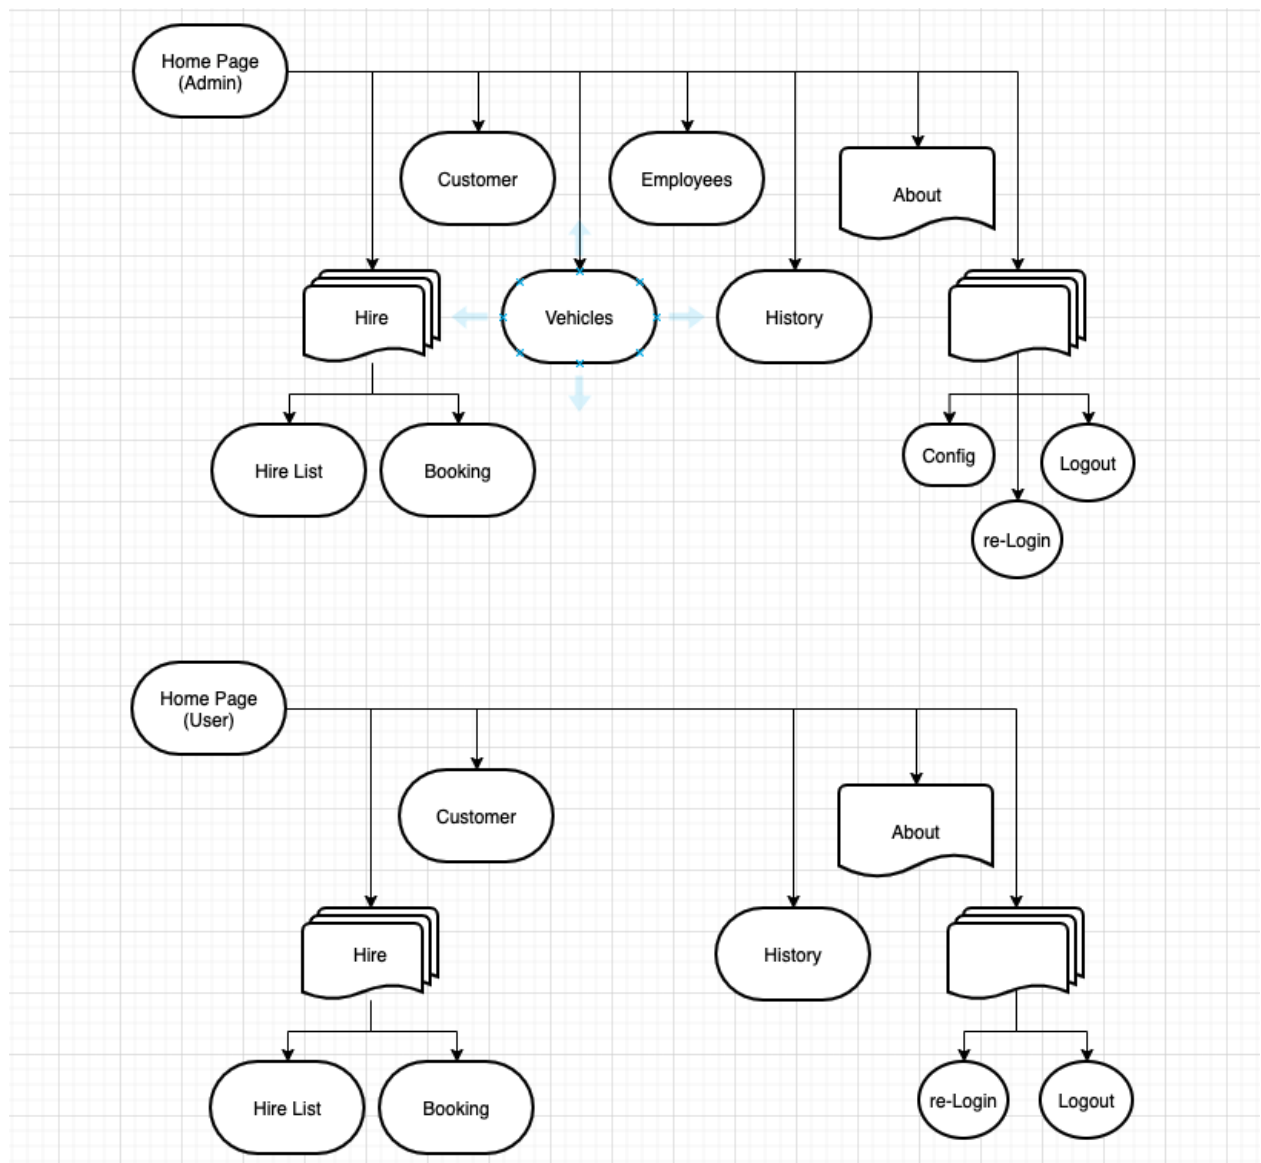 Home Page
(Admin)
Customer
Employees
About
Hire
Vehicles
History
Hire List
Booking
Config
Logout
re-Login
Home Page
(User)
Customer
About
Hire
History
Hire List
Booking
re-Login
Logout